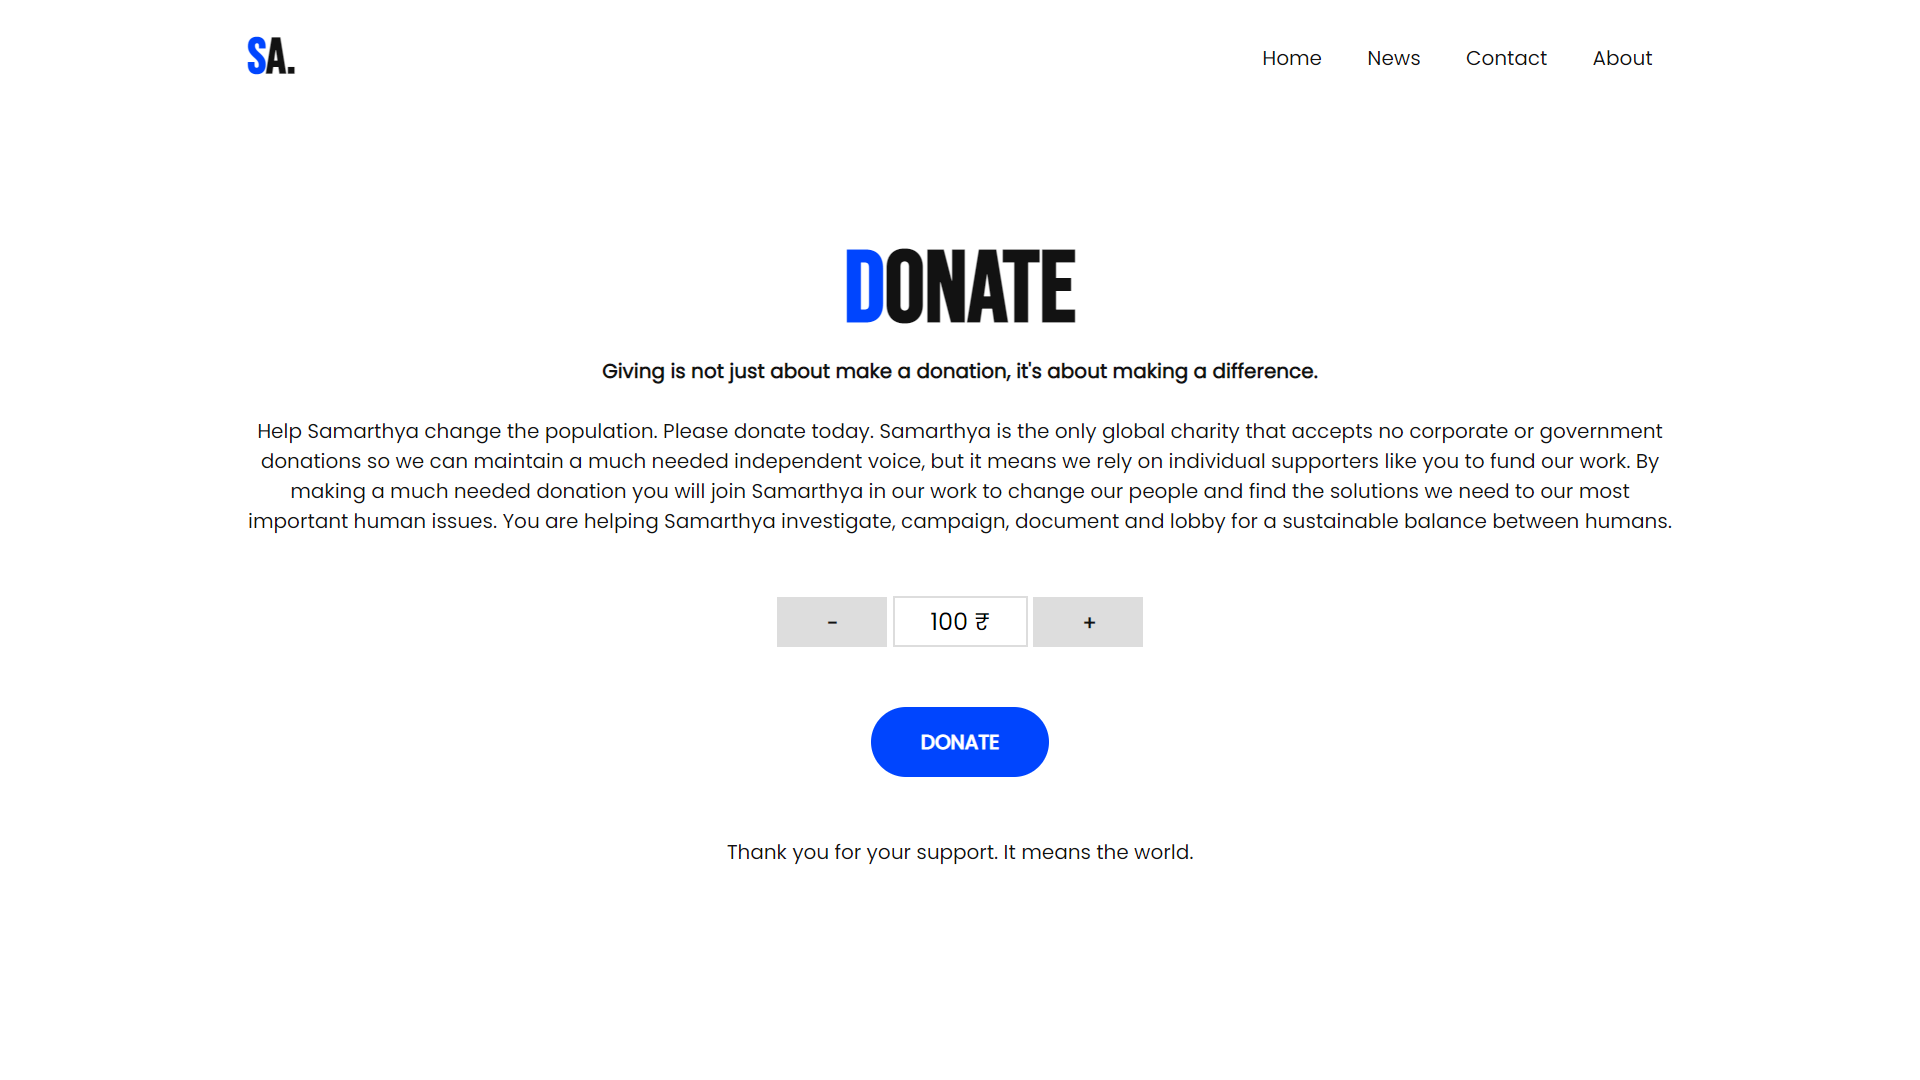 SA.
Home News Contact About
DONATE
Giving is not just about make a donation, it's about making a difference.
Help Samarthya change the population. Please donate today. Samarthya is the only global charity that accepts no corporate or government
donations so we can maintain a much needed independent voice, but it means we rely on individual supporters like you to fund our work. By
making a much needed donation you will join Samarthya in our work to change our people and find the solutions we need to our most
important human issues. You are helping Samarthya investigate, campaign, document and lobby for a sustainable balance between humans.
- 100 ₹ +
DONATE
Thank you for your support. It means the world.